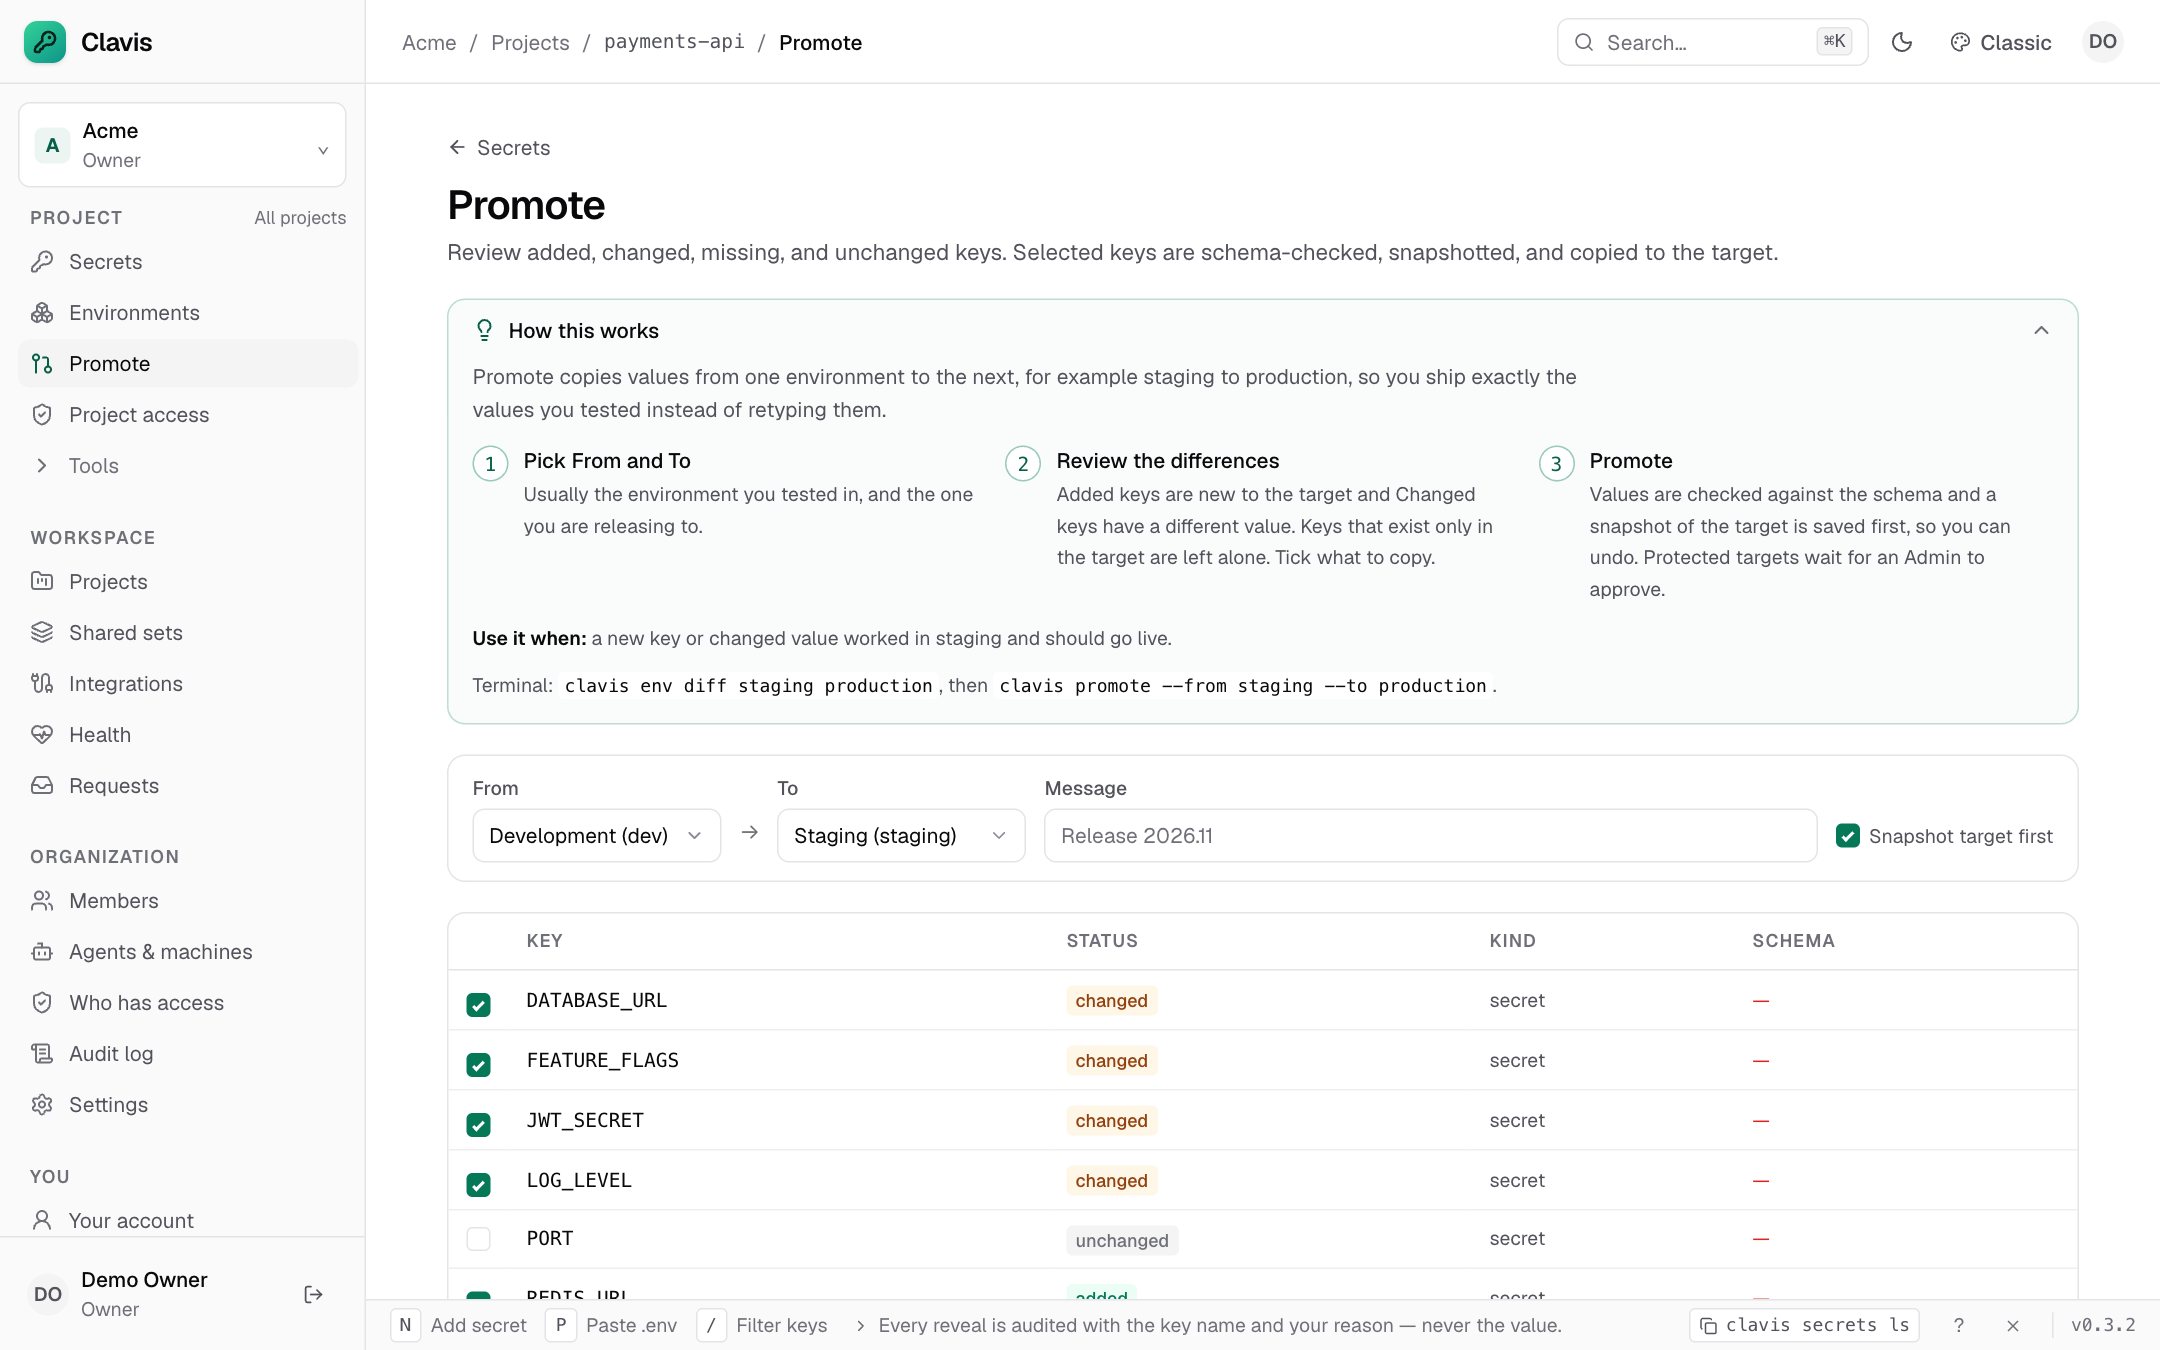 Clavis
Acme / Projects / payments-api / Promote
Search... ⌘K
Classic
DO
A
Acme
Owner
PROJECT
All projects
Secrets
Environments
Promote
Project access
Tools
WORKSPACE
Projects
Shared sets
Integrations
Health
Requests
ORGANIZATION
Members
Agents & machines
Who has access
Audit log
Settings
YOU
Your account
DO
Demo Owner
Owner
← Secrets
Promote
Review added, changed, missing, and unchanged keys. Selected keys are schema-checked, snapshotted, and copied to the target.
How this works
Promote copies values from one environment to the next, for example staging to production, so you ship exactly the
values you tested instead of retyping them.
1 Pick From and To
Usually the environment you tested in, and the one
you are releasing to.
2 Review the differences
Added keys are new to the target and Changed
keys have a different value. Keys that exist only in
the target are left alone. Tick what to copy.
3 Promote
Values are checked against the schema and a
snapshot of the target is saved first, so you can
undo. Protected targets wait for an Admin to
approve.
Use it when: a new key or changed value worked in staging and should go live.
Terminal: clavis env diff staging production, then clavis promote --from staging --to production.
From
Development (dev)
→
To
Staging (staging)
Message
Release 2026.11
Snapshot target first
KEY STATUS KIND SCHEMA
DATABASE_URL changed secret —
FEATURE_FLAGS changed secret —
JWT_SECRET changed secret —
LOG_LEVEL changed secret —
PORT unchanged secret —
REDIS_URL added secret —
N Add secret P Paste .env / Filter keys › Every reveal is audited with the key name and your reason — never the value.
clavis secrets ls ? × v0.3.2